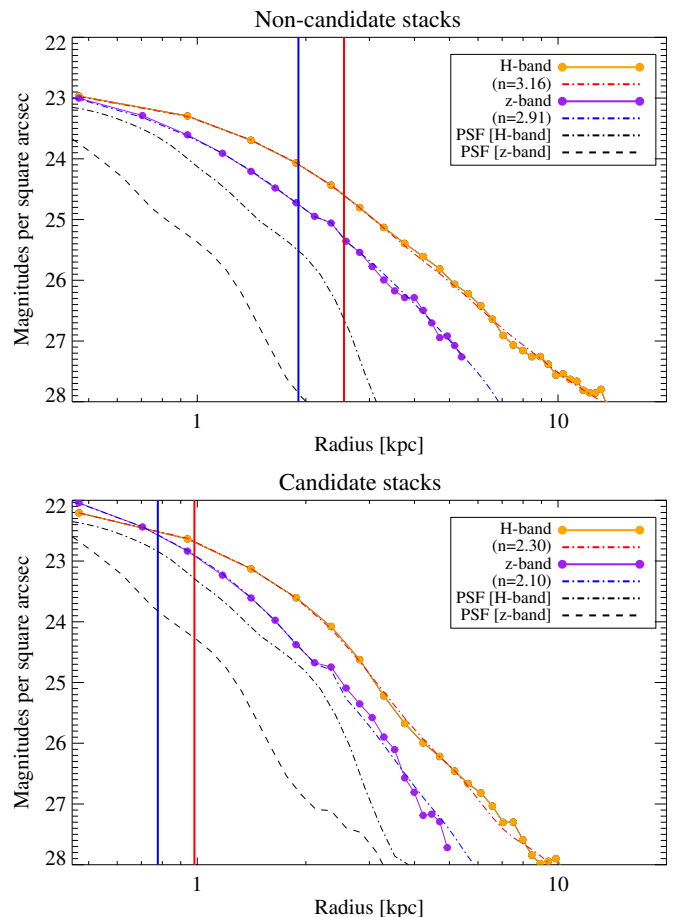 Non-candidate stacks
22
23
24
25
26
27
28
Magnitudes per square arcsec
H-band
(n=3.16)
z-band
(n=2.91)
PSF [H-band]
PSF [z-band]
1
10
Radius [kpc]
Candidate stacks
22
23
24
25
26
27
28
Magnitudes per square arcsec
H-band
(n=2.30)
z-band
(n=2.10)
PSF [H-band]
PSF [z-band]
1
10
Radius [kpc]